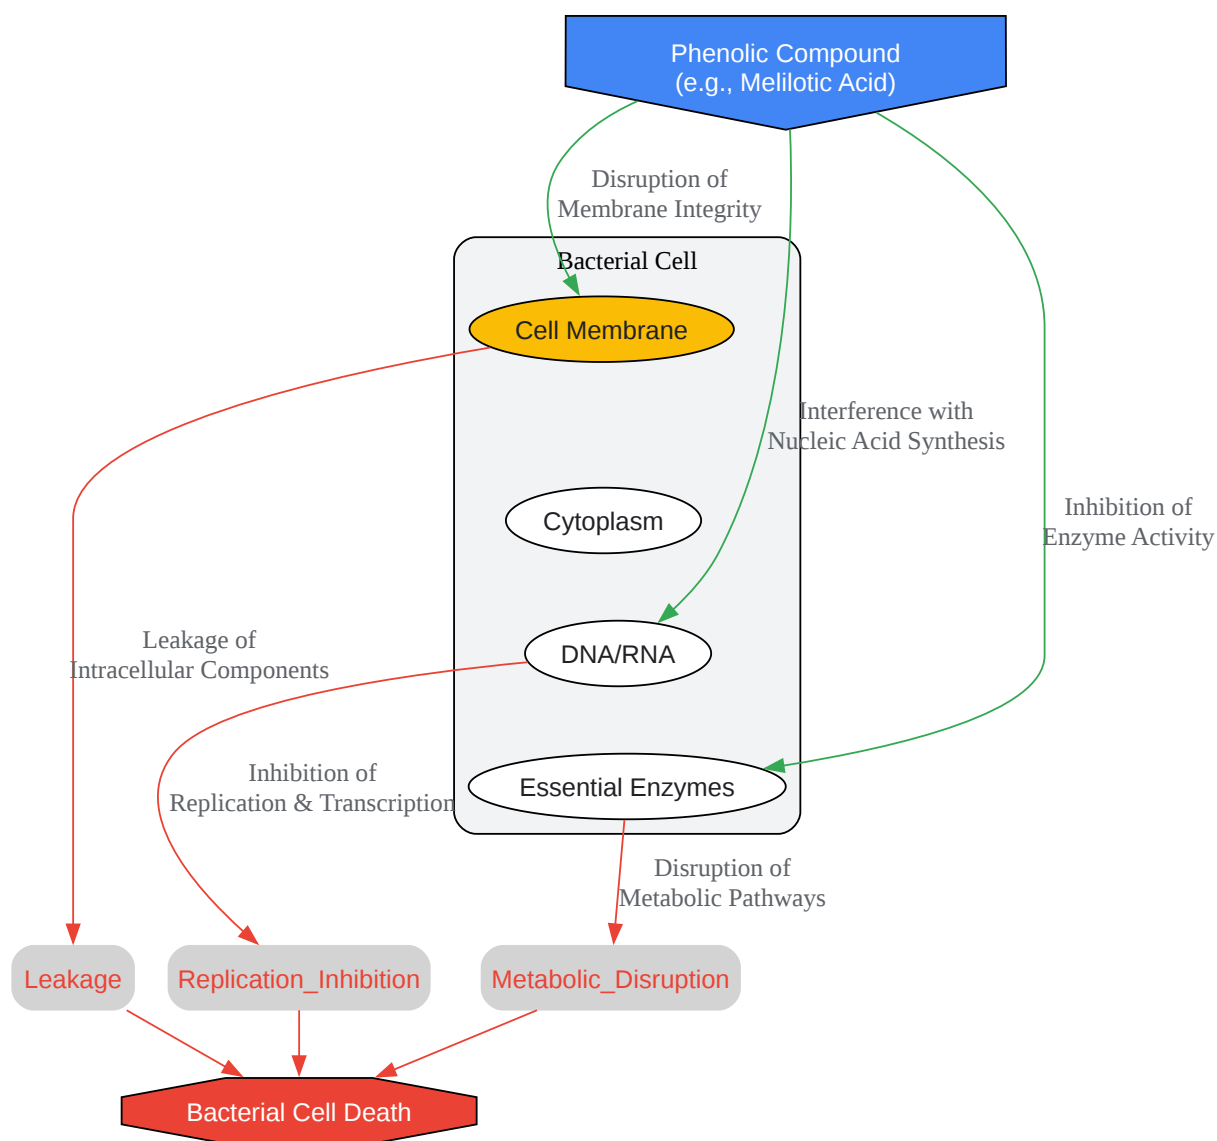 Phenolic Compound
(e.g., Melilotic Acid)
Disruption of
Membrane Integrity
Bacterial Cell
Cell Membrane
Interference with
Nucleic Acid Synthesis
Inhibition of
Enzyme Activity
Cytoplasm
Leakage of
Intracellular Components
DNA/RNA
Inhibition of
Replication & Transcription
Essential Enzymes
Disruption of
Metabolic Pathways
Leakage
Replication_Inhibition
Metabolic_Disruption
Bacterial Cell Death